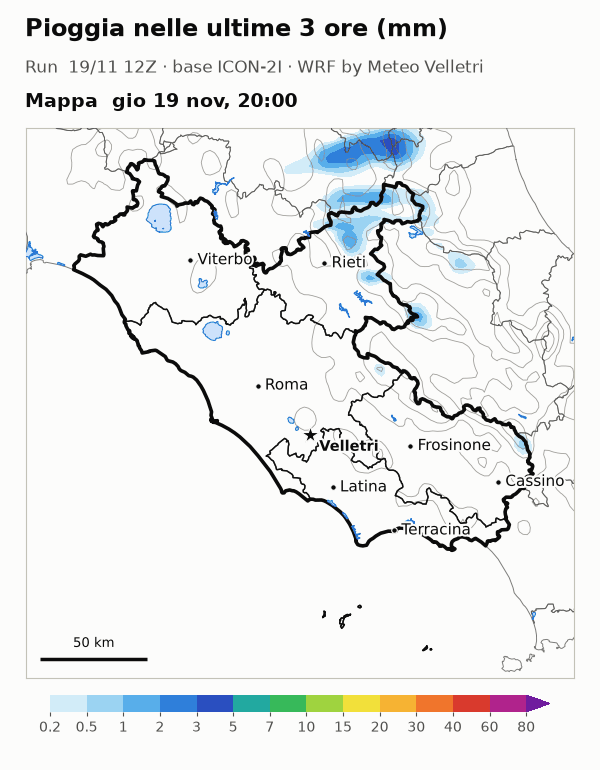 Pioggia nelle ultime 3 ore (mm)
Run 19/11 12Z · base ICON-2I · WRF by Meteo Velletri
Mappa gio 19 nov, 20:00
Viterbo
Rieti
Roma
Velletri
Frosinone
Latina
Cassino
Terracina
50 km
0.2 0.5 1 2 3 5 7 10 15 20 30 40 60 80